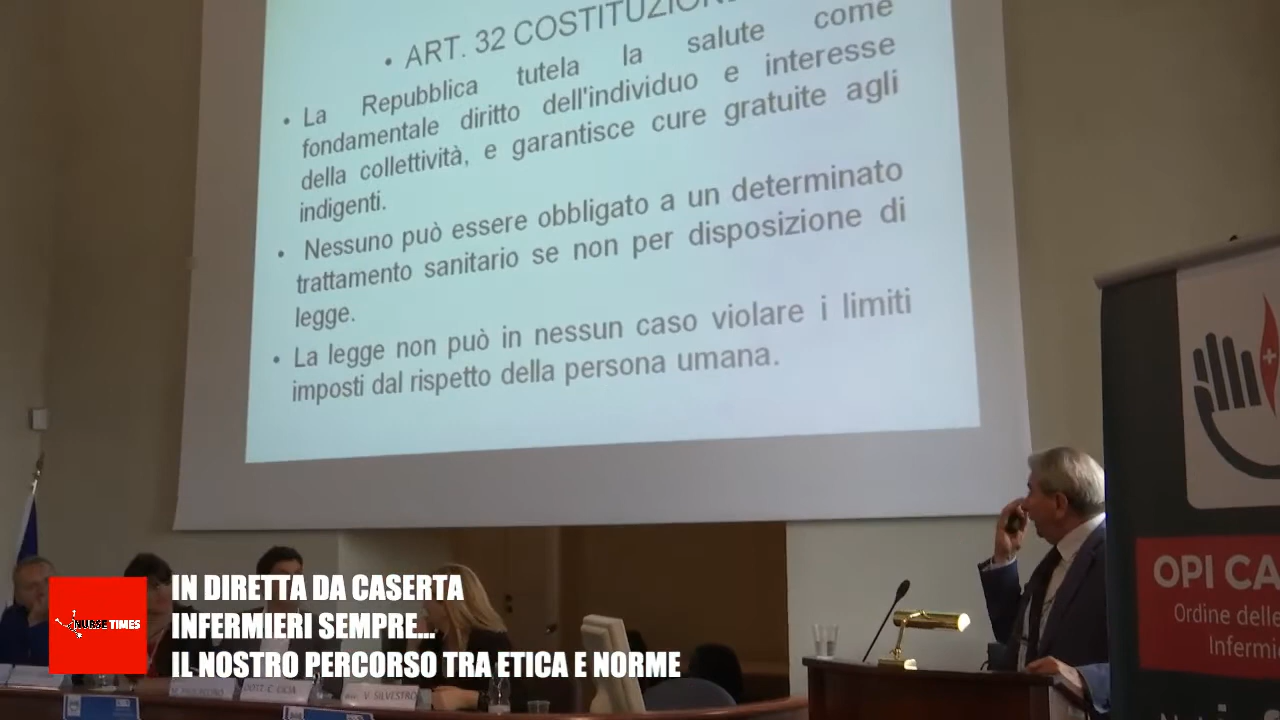 • ART. 32 COSTITUZIONE
• La Repubblica tutela la salute come
fondamentale diritto dell'individuo e interesse
della collettività, e garantisce cure gratuite agli
indigenti.
• Nessuno può essere obbligato a un determinato
trattamento sanitario se non per disposizione di
legge.
• La legge non può in nessun caso violare i limiti
imposti dal rispetto della persona umana.
OPI CA
Ordine delle
Infermi
NURSE TIMES
IN DIRETTA DA CASERTA
INFERMIERI SEMPRE...
IL NOSTRO PERCORSO TRA ETICA E NORME
V. SILVESTRO